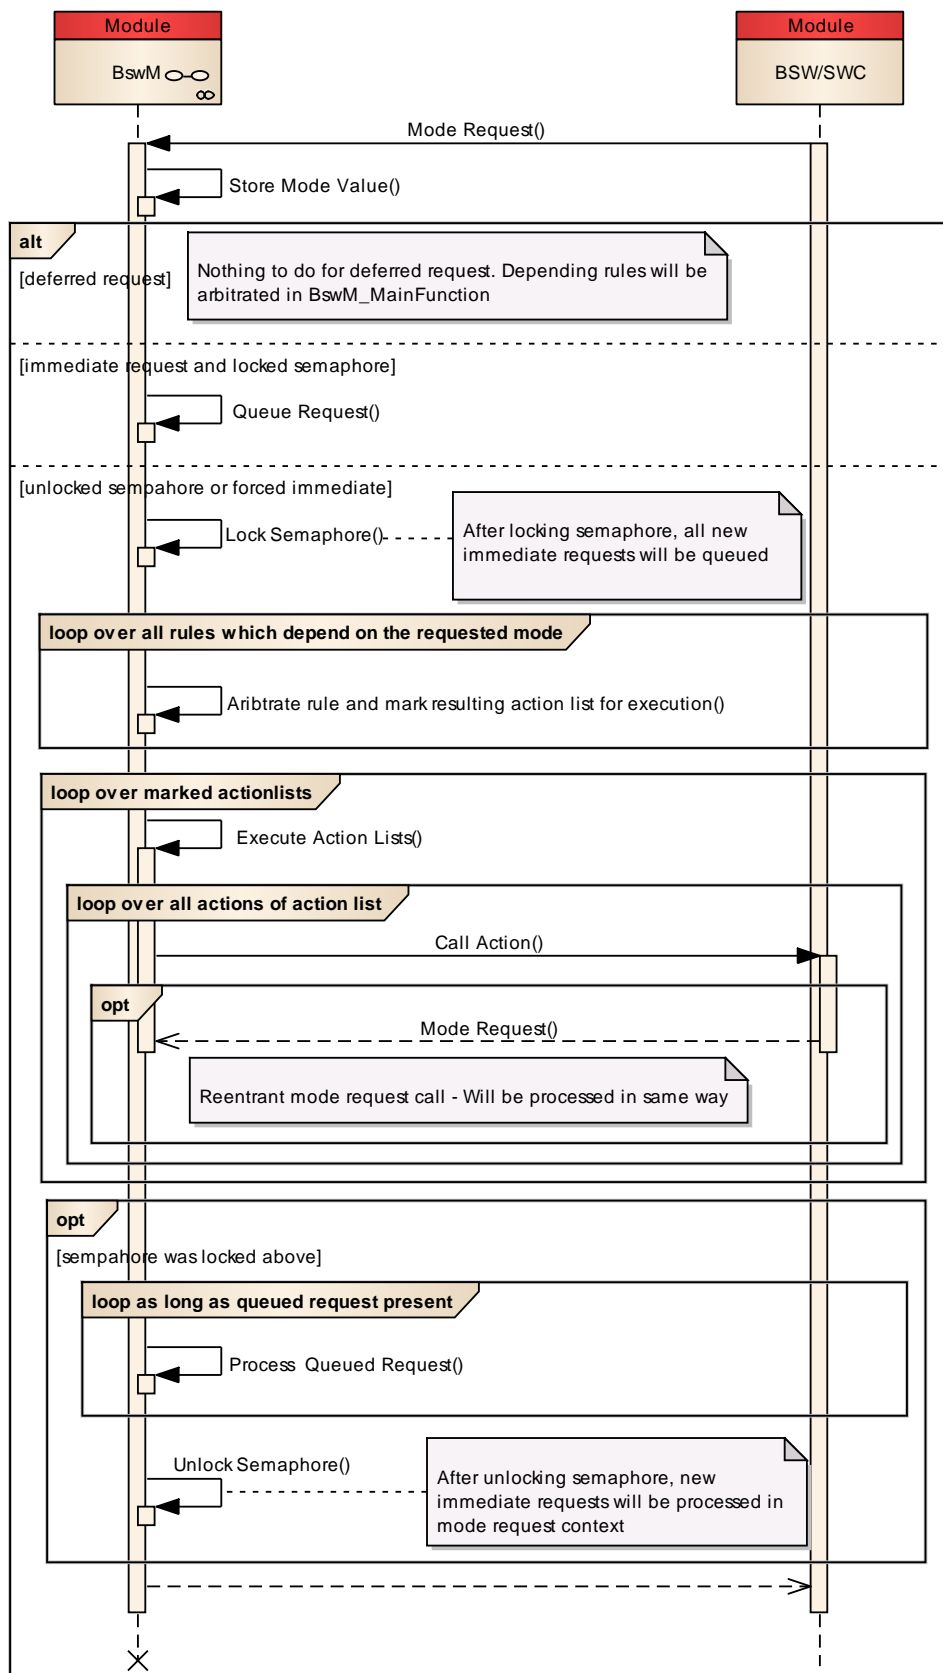 Module
Module
BswM
BSW/SWC
Mode Request()
Store Mode Value()
alt
[deferred request]
Nothing to do for deferred request. Depending rules will be
arbitrated in BswM_MainFunction
[immediate request and locked semaphore]
Queue Request()
[unlocked sempahore or forced immediate]
Lock Semaphore()
After locking semaphore, all new
immediate requests will be queued
loop over all rules which depend on the requested mode
Aribtrate rule and mark resulting action list for execution()
loop over marked actionlists
Execute Action Lists()
loop over all actions of action list
Call Action()
opt
Mode Request()
Reentrant mode request call - Will be processed in same way
opt
[sempahore was locked above]
loop as long as queued request present
Process Queued Request()
Unlock Semaphore()
After unlocking semaphore, new
immediate requests will be processed in
mode request context